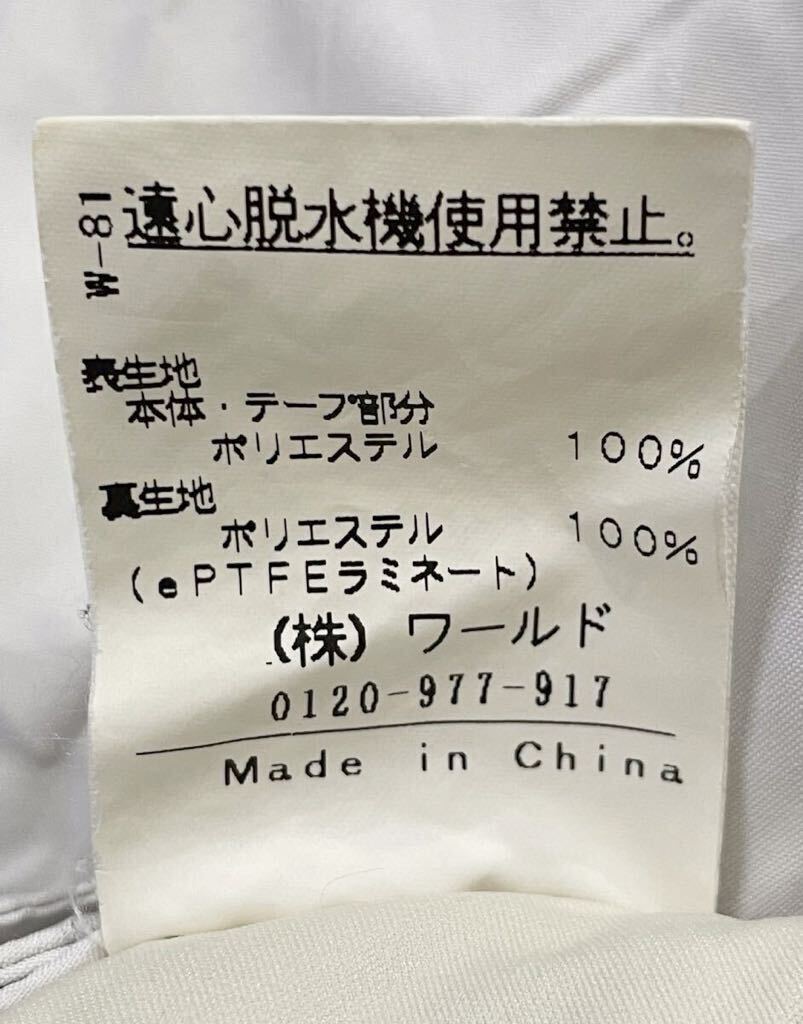 W-81
遠心脱水機使用禁止。
表生地
本体・テープ部分
ポリエステル 100%
裏生地
ポリエステル 100%
(ePTFEラミネート)
(株) ワールド
0120-977-917
Made in China